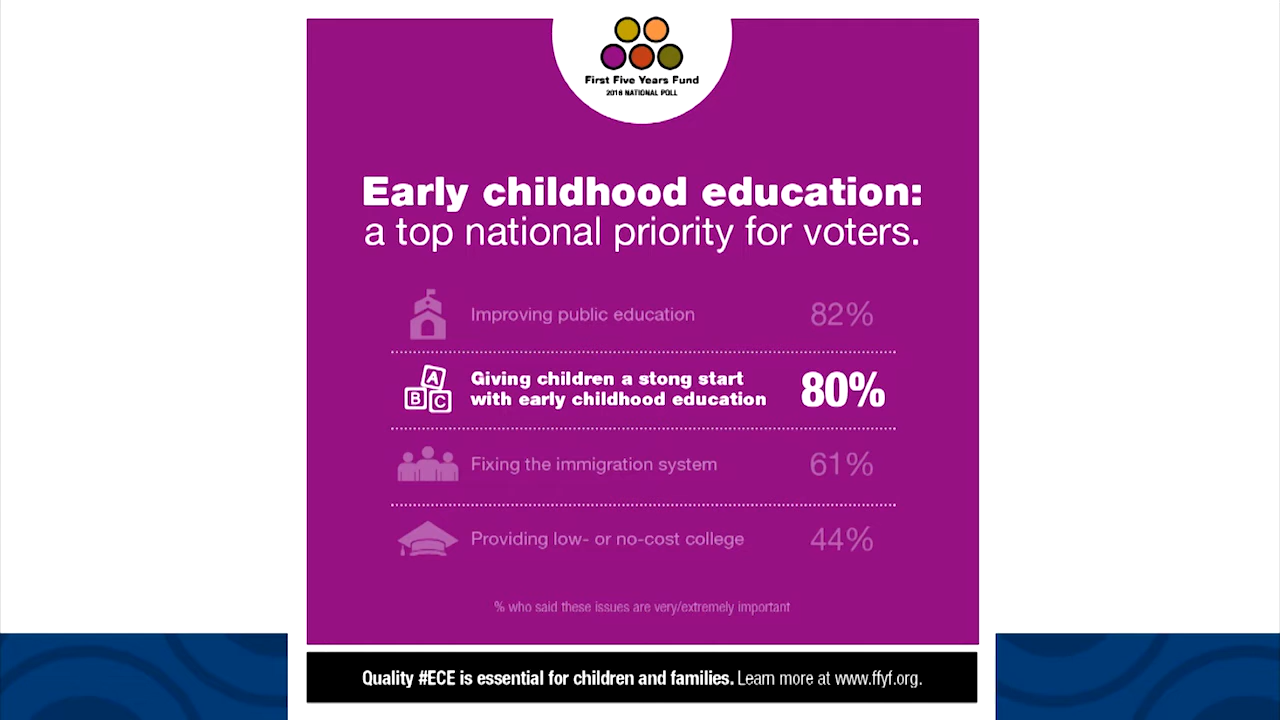 First Five Years Fund
2016 NATIONAL POLL
Early childhood education:
a top national priority for voters.
Improving public education 82%
A
B C
Giving children a stong start
with early childhood education 80%
Fixing the immigration system 61%
Providing low- or no-cost college 44%
% who said these issues are very/extremely important
Quality #ECE is essential for children and families. Learn more at www.ffyf.org.